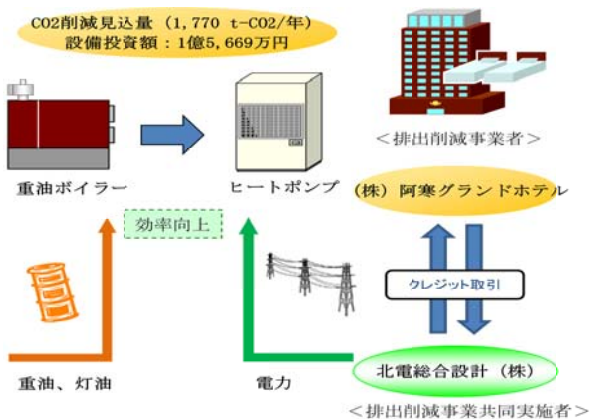 CO2削減見込量（1,770 t-CO2/年）
設備投資額：1億5,669万円
＜排出削減事業者＞
重油ボイラー
ヒートポンプ
（株）阿寒グランドホテル
効率向上
クレジット取引
重油、灯油
電力
北電総合設計（株）
＜排出削減事業共同実施者＞